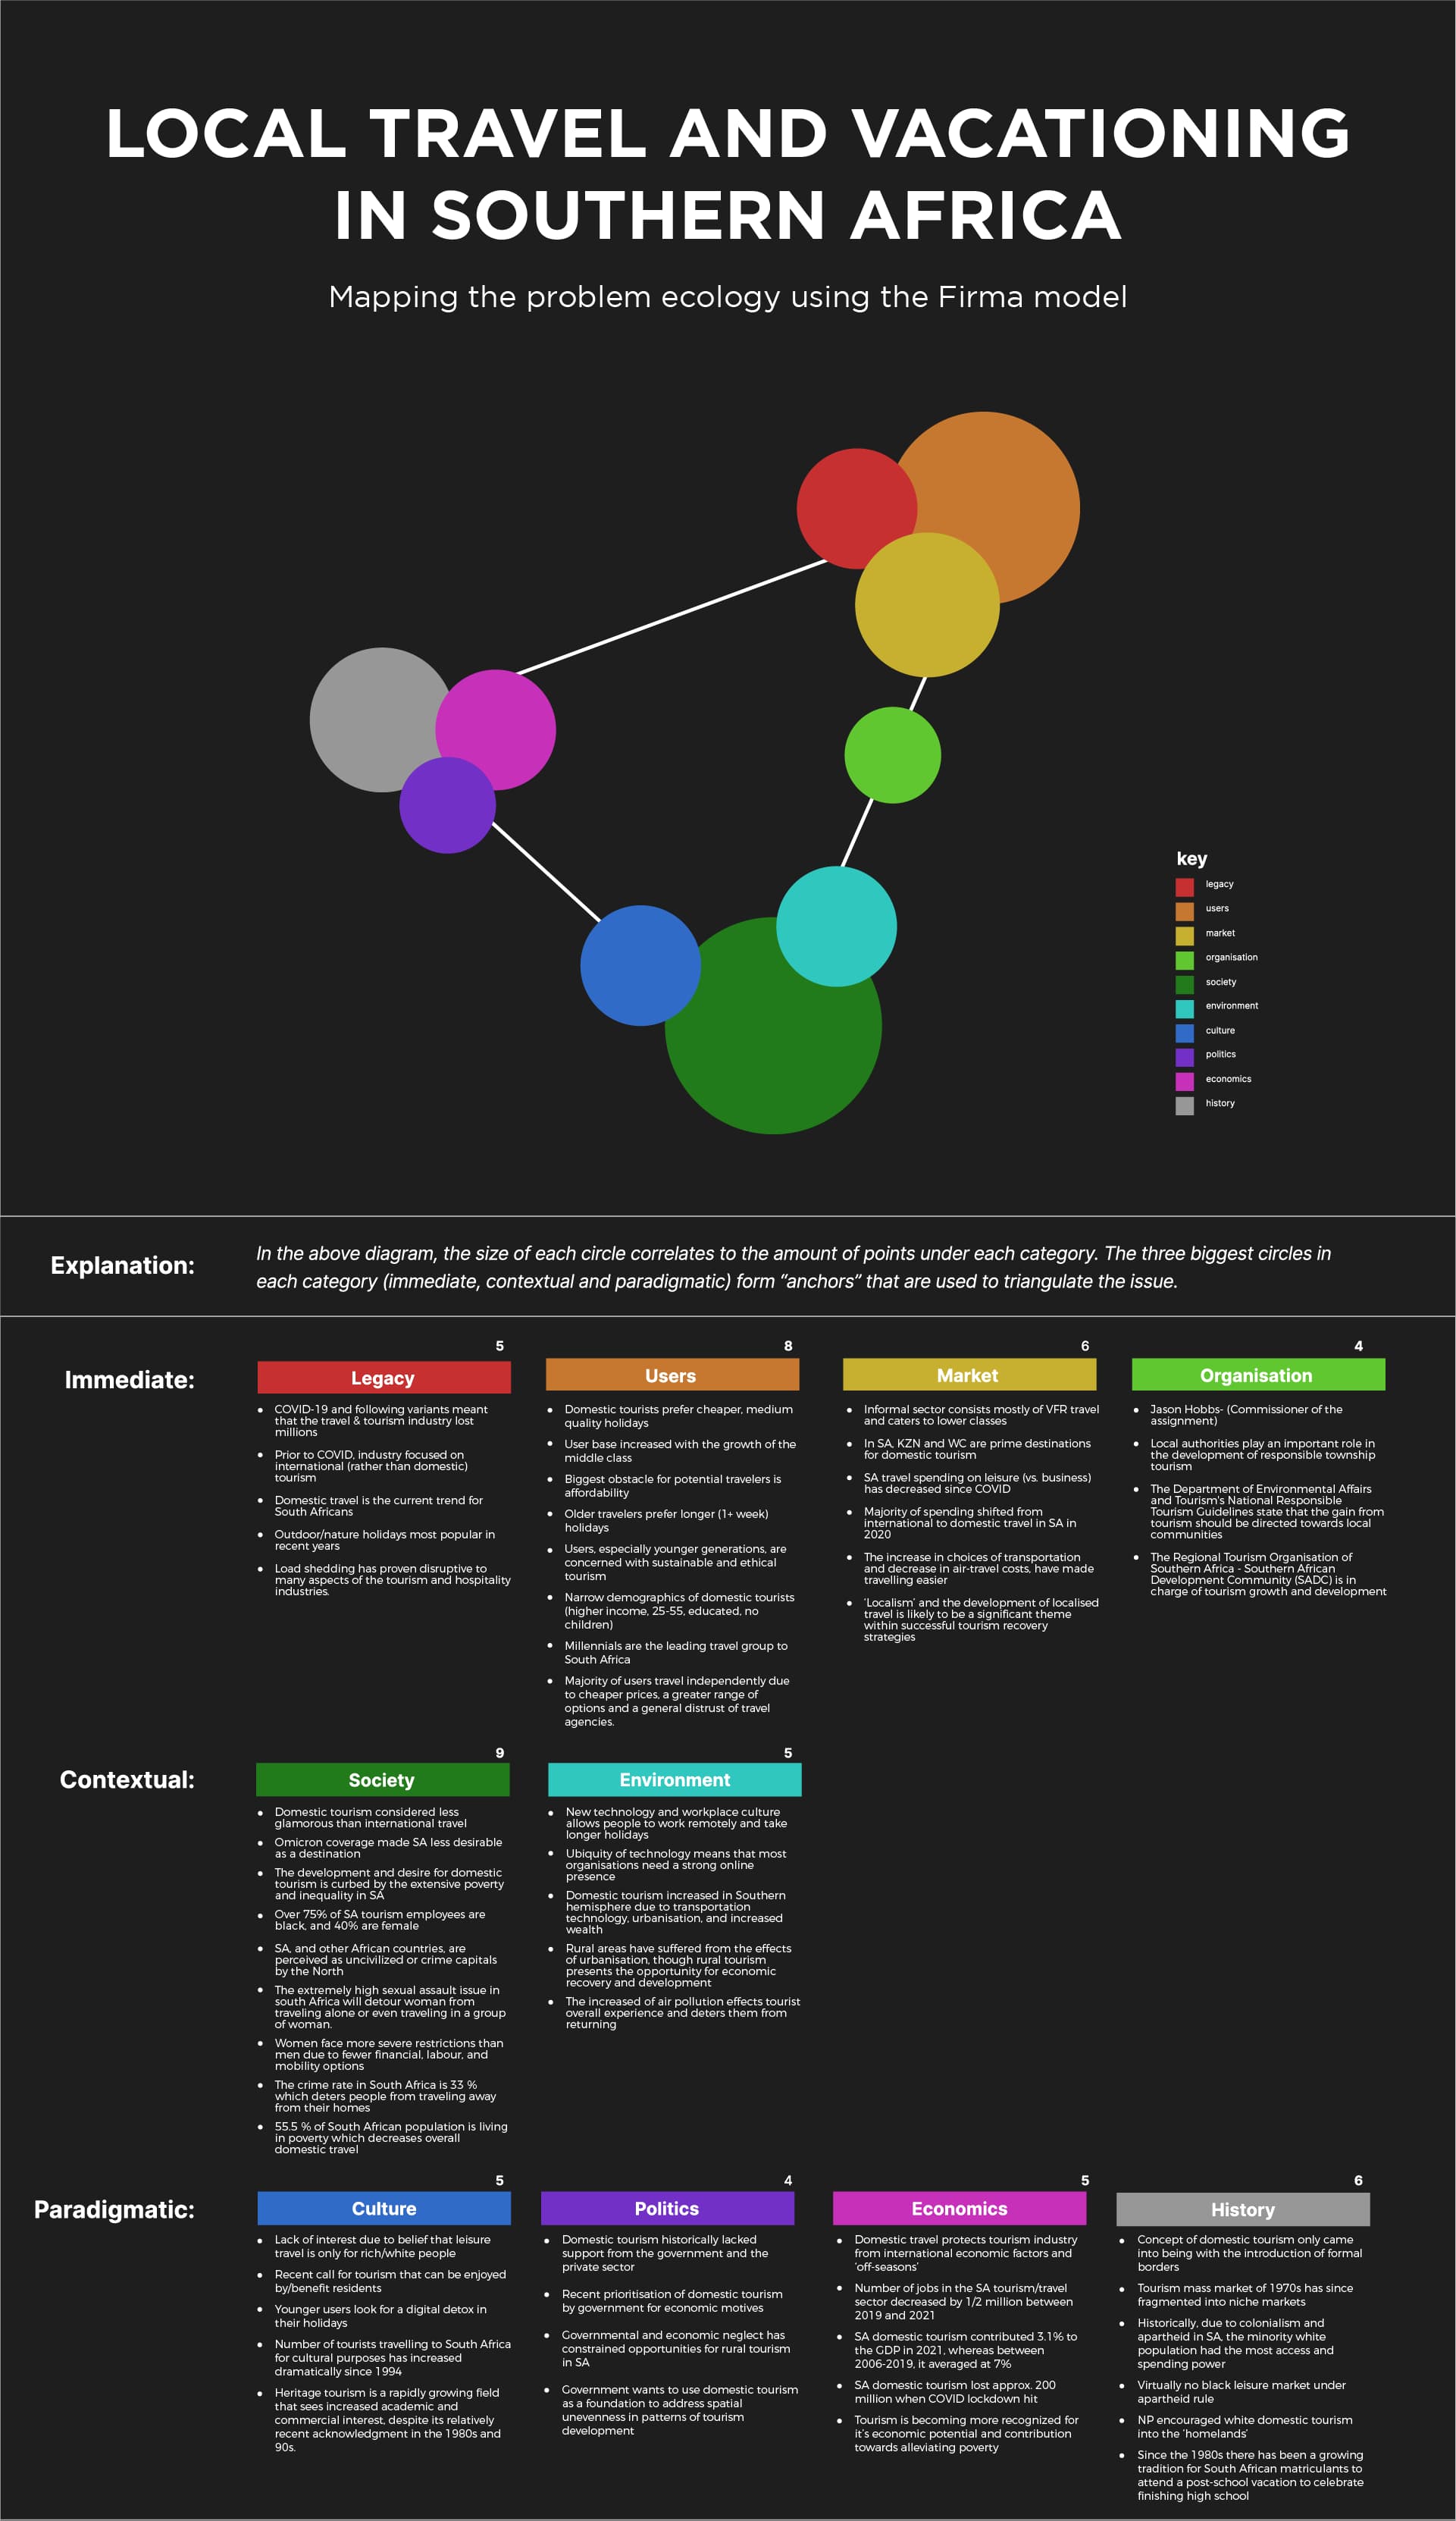 LOCAL TRAVEL AND VACATIONING
IN SOUTHERN AFRICA
Mapping the problem ecology using the Firma model
key
legacy
users
market
organisation
society
environment
culture
politics
economics
history
Explanation:
In the above diagram, the size of each circle correlates to the amount of points under each category. The three biggest circles in
each category (immediate, contextual and paradigmatic) form “anchors” that are used to triangulate the issue.
Immediate:
5
Legacy
• COVID-19 and following variants meant
that the travel & tourism industry lost
millions
• Prior to COVID, industry focused on
international (rather than domestic)
tourism
• Domestic travel is the current trend for
South Africans
• Outdoor/nature holidays most popular in
recent years
• Load shedding has proven disruptive to
many aspects of the tourism and hospitality
industries.
8
Users
• Domestic tourists prefer cheaper, medium
quality holidays
• User base increased with the growth of the
middle class
• Biggest obstacle for potential travelers is
affordability
• Older travelers prefer longer (1+ week)
holidays
• Users, especially younger generations, are
concerned with sustainable and ethical
tourism
• Narrow demographics of domestic tourists
(higher income, 25-55, educated, no
children)
• Millennials are the leading travel group to
South Africa
• Majority of users travel independently due
to cheaper prices, a greater range of
options and a general distrust of travel
agencies.
6
Market
• Informal sector consists mostly of VFR travel
and caters to lower classes
• In SA, KZN and WC are prime destinations
for domestic tourism
• SA travel spending on leisure (vs. business)
has decreased since COVID
• Majority of spending shifted from
international to domestic travel in SA in
2020
• The increase in choices of transportation
and decrease in air-travel costs, have made
travelling easier
• ‘Localism’ and the development of localised
travel is likely to be a significant theme
within successful tourism recovery
strategies
4
Organisation
• Jason Hobbs- (Commissioner of the
assignment)
• Local authorities play an important role in
the development of responsible township
tourism
• The Department of Environmental Affairs
and Tourism's National Responsible
Tourism Guidelines state that the gain from
tourism should be directed towards local
communities
• The Regional Tourism Organisation of
Southern Africa - Southern African
Development Community (SADC) is in
charge of tourism growth and development
Contextual:
9
Society
• Domestic tourism considered less
glamorous than international travel
• Omicron coverage made SA less desirable
as a destination
• The development and desire for domestic
tourism is curbed by the extensive poverty
and inequality in SA
• Over 75% of SA tourism employees are
black, and 40% are female
• SA, and other African countries, are
perceived as uncivilized or crime capitals
by the North
• The extremely high sexual assault issue in
south Africa will detour woman from
traveling alone or even traveling in a group
of woman.
• Women face more severe restrictions than
men due to fewer financial, labour, and
mobility options
• The crime rate in South Africa is 33 %
which deters people from traveling away
from their homes
• 55.5 % of South African population is living
in poverty which decreases overall
domestic travel
5
Environment
• New technology and workplace culture
allows people to work remotely and take
longer holidays
• Ubiquity of technology means that most
organisations need a strong online
presence
• Domestic tourism increased in Southern
hemisphere due to transportation
technology, urbanisation, and increased
wealth
• Rural areas have suffered from the effects
of urbanisation, though rural tourism
presents the opportunity for economic
recovery and development
• The increased of air pollution effects tourist
overall experience and deters them from
returning
Paradigmatic:
5
Culture
• Lack of interest due to belief that leisure
travel is only for rich/white people
• Recent call for tourism that can be enjoyed
by/benefit residents
• Younger users look for a digital detox in
their holidays
• Number of tourists travelling to South Africa
for cultural purposes has increased
dramatically since 1994
• Heritage tourism is a rapidly growing field
that sees increased academic and
commercial interest, despite its relatively
recent acknowledgment in the 1980s and
90s.
4
Politics
• Domestic tourism historically lacked
support from the government and the
private sector
• Recent prioritisation of domestic tourism
by government for economic motives
• Governmental and economic neglect has
constrained opportunities for rural tourism
in SA
• Government wants to use domestic tourism
as a foundation to address spatial
unevenness in patterns of tourism
development
5
Economics
• Domestic travel protects tourism industry
from international economic factors and
‘off-seasons’
• Number of jobs in the SA tourism/travel
sector decreased by 1/2 million between
2019 and 2021
• SA domestic tourism contributed 3.1% to
the GDP in 2021, whereas between
2006-2019, it averaged at 7%
• SA domestic tourism lost approx. 200
million when COVID lockdown hit
• Tourism is becoming more recognized for
it’s economic potential and contribution
towards alleviating poverty
6
History
• Concept of domestic tourism only came
into being with the introduction of formal
borders
• Tourism mass market of 1970s has since
fragmented into niche markets
• Historically, due to colonialism and
apartheid in SA, the minority white
population had the most access and
spending power
• Virtually no black leisure market under
apartheid rule
• NP encouraged white domestic tourism
into the ‘homelands’
• Since the 1980s there has been a growing
tradition for South African matriculants to
attend a post-school vacation to celebrate
finishing high school